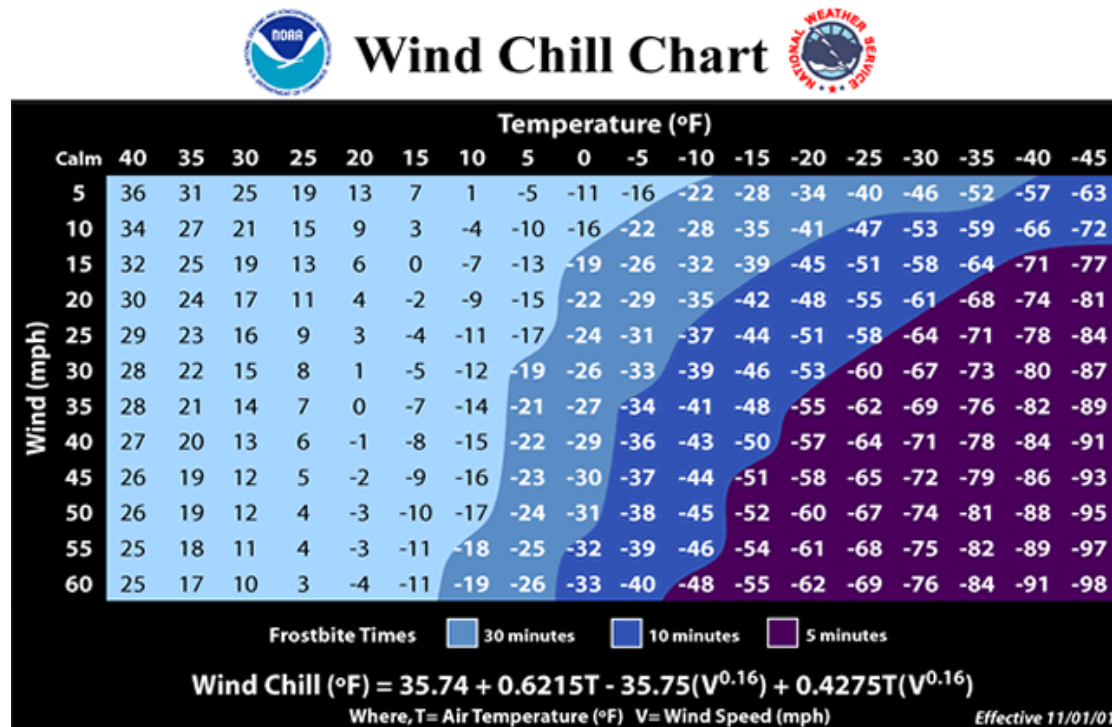 NOAA
Wind Chill Chart
NATIONAL WEATHER SERVICE
Temperature (ºF)
Calm 40 35 30 25 20 15 10 5 0 -5 -10 -15 -20 -25 -30 -35 -40 -45
Wind (mph)
5 36 31 25 19 13 7 1 -5 -11 -16 -22 -28 -34 -40 -46 -52 -57 -63
10 34 27 21 15 9 3 -4 -10 -16 -22 -28 -35 -41 -47 -53 -59 -66 -72
15 32 25 19 13 6 0 -7 -13 -19 -26 -32 -39 -45 -51 -58 -64 -71 -77
20 30 24 17 11 4 -2 -9 -15 -22 -29 -35 -42 -48 -55 -61 -68 -74 -81
25 29 23 16 9 3 -4 -11 -17 -24 -31 -37 -44 -51 -58 -64 -71 -78 -84
30 28 22 15 8 1 -5 -12 -19 -26 -33 -39 -46 -53 -60 -67 -73 -80 -87
35 28 21 14 7 0 -7 -14 -21 -27 -34 -41 -48 -55 -62 -69 -76 -82 -89
40 27 20 13 6 -1 -8 -15 -22 -29 -36 -43 -50 -57 -64 -71 -78 -84 -91
45 26 19 12 5 -2 -9 -16 -23 -30 -37 -44 -51 -58 -65 -72 -79 -86 -93
50 26 19 12 4 -3 -10 -17 -24 -31 -38 -45 -52 -60 -67 -74 -81 -88 -95
55 25 18 11 4 -3 -11 -18 -25 -32 -39 -46 -54 -61 -68 -75 -82 -89 -97
60 25 17 10 3 -4 -11 -19 -26 -33 -40 -48 -55 -62 -69 -76 -84 -91 -98
Frostbite Times 30 minutes 10 minutes 5 minutes
Wind Chill (ºF) = 35.74 + 0.6215T - 35.75(V^0.16) + 0.4275T(V^0.16)
Where, T= Air Temperature (ºF) V= Wind Speed (mph)
Effective 11/01/01